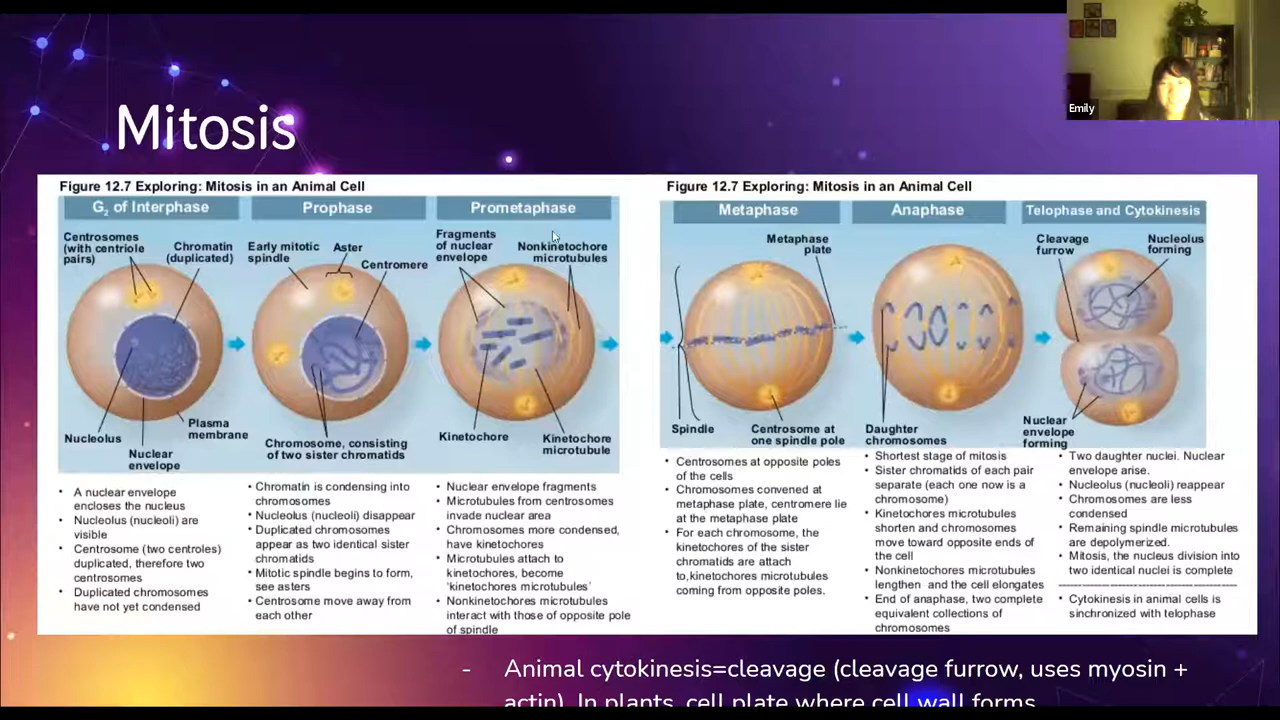 Emily
Mitosis
Figure 12.7 Exploring: Mitosis in an Animal Cell
G₂ of Interphase
Prophase
Prometaphase
Centrosomes
(with centriole
pairs)
Chromatin
(duplicated)
Early mitotic
spindle
Aster
Centromere
Fragments
of nuclear
envelope
Nonkinetochore
microtubules
Nucleolus
Nuclear
envelope
Plasma
membrane
Chromosome, consisting
of two sister chromatids
Kinetochore
Kinetochore
microtubule
• A nuclear envelope
encloses the nucleus
• Nucleolus (nucleoli) are
visible
• Centrosome (two centroles)
duplicated, therefore two
centrosomes
• Duplicated chromosomes
have not yet condensed
• Chromatin is condensing into
chromosomes
• Nucleolus (nucleoli) disappear
• Duplicated chromosomes
appear as two identical sister
chromatids
• Mitotic spindle begins to form,
see asters
• Centrosome move away from
each other
• Nuclear envelope fragments
• Microtubules from centrosomes
invade nuclear area
• Chromosomes more condensed,
have kinetochores
• Microtubules attach to
kinetochores, become
'kinetochores microtubules'
• Nonkinetochores microtubules
interact with those of opposite pole
of spindle
Figure 12.7 Exploring: Mitosis in an Animal Cell
Metaphase
Anaphase
Telophase and Cytokinesis
Metaphase
plate
Cleavage
furrow
Nucleolus
forming
Spindle
Centrosome at
one spindle pole
Daughter
chromosomes
Nuclear
envelope
forming
• Centrosomes at opposite poles
of the cells
• Chromosomes convened at
metaphase plate, centromere lie
at the metaphase plate
• For each chromosome, the
kinetochores of the sister
chromatids are attach
to,kinetochores microtubules
coming from opposite poles.
• Shortest stage of mitosis
• Sister chromatids of each pair
separate (each one now is a
chromosome)
• Kinetochores microtubules
shorten and chromosomes
move toward opposite ends of
the cell
• Nonkinetochores microtubules
lengthen and the cell elongates
• End of anaphase, two complete
equivalent collections of
chromosomes
• Two daughter nuclei. Nuclear
envelope arise.
• Nucleolus (nucleoli) reappear
• Chromosomes are less
condensed
• Remaining spindle microtubules
are depolymerized.
• Mitosis, the nucleus division into
two identical nuclei is complete
• Cytokinesis in animal cells is
sinchronized with telophase
- Animal cytokinesis=cleavage (cleavage furrow, uses myosin +
actin). In plants, cell plate where cell wall forms